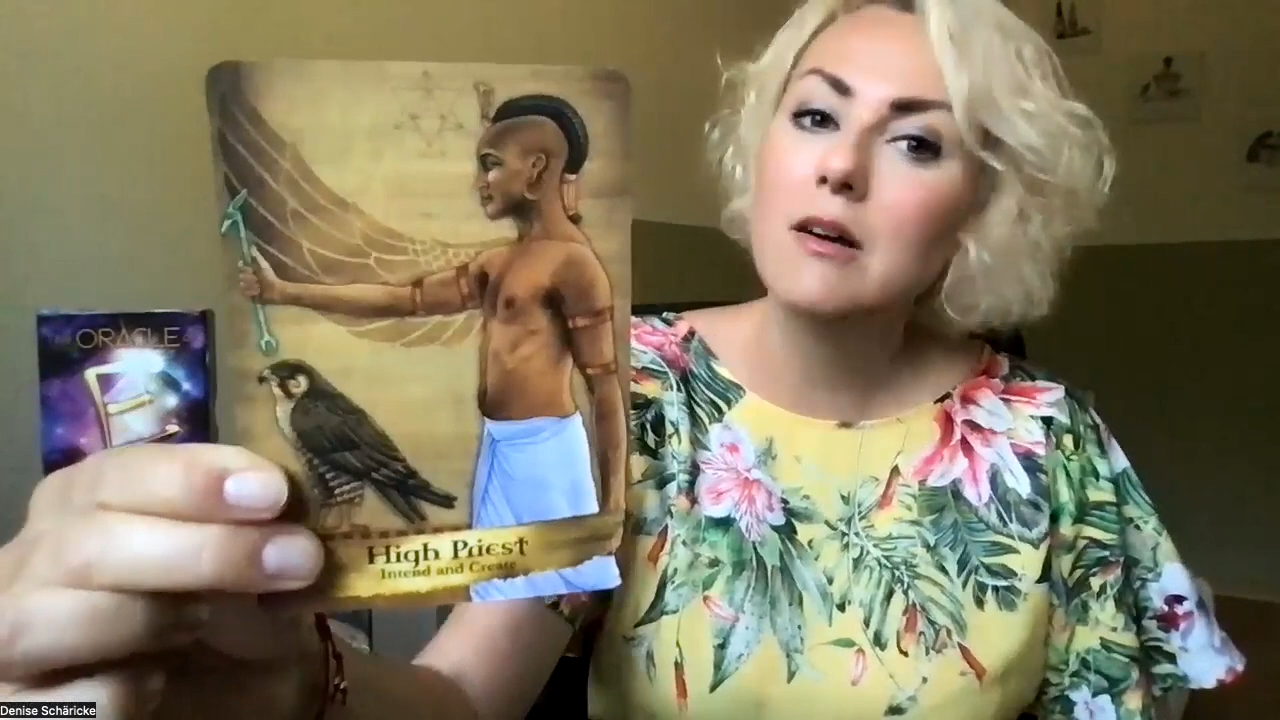 ORACLE
E
High Priest
Intend and Create
Denise Schäricke